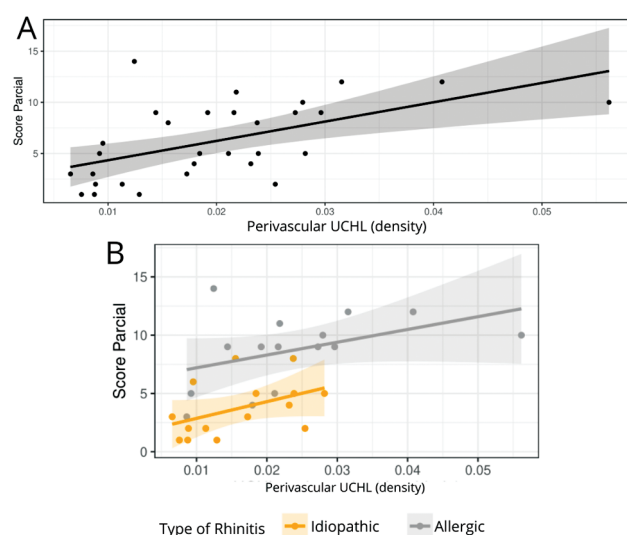 A
15
10
5
Score Parcial
0.01 0.02 0.03 0.04 0.05
Perivascular UCHL (density)
B
15
10
5
0
Score Parcial
0.01 0.02 0.03 0.04 0.05
Perivascular UCHL (density)
Type of Rhinitis Idiopathic Allergic